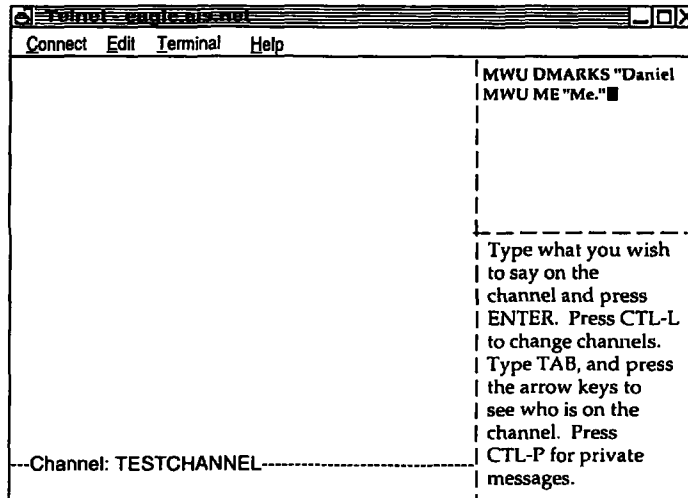 Telnet - eagle.ais.net
Connect Edit Terminal Help
MWU DMARKS "Daniel
MWU ME "Me."
Type what you wish
to say on the
channel and press
ENTER. Press CTL-L
to change channels.
Type TAB, and press
the arrow keys to
see who is on the
channel. Press
CTL-P for private
messages.
---Channel: TESTCHANNEL---